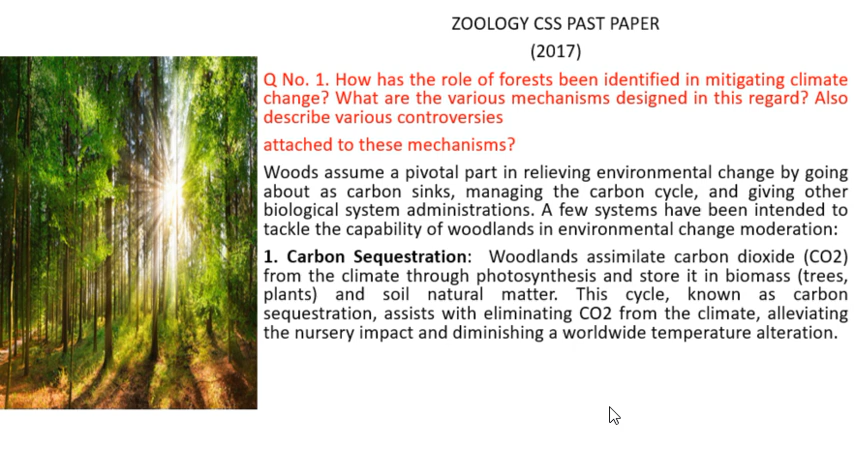 ZOOLOGY CSS PAST PAPER
(2017)
Q No. 1. How has the role of forests been identified in mitigating climate
change? What are the various mechanisms designed in this regard? Also
describe various controversies
attached to these mechanisms?
Woods assume a pivotal part in relieving environmental change by going
about as carbon sinks, managing the carbon cycle, and giving other
biological system administrations. A few systems have been intended to
tackle the capability of woodlands in environmental change moderation:
1. Carbon Sequestration: Woodlands assimilate carbon dioxide (CO2)
from the climate through photosynthesis and store it in biomass (trees,
plants) and soil natural matter. This cycle, known as carbon
sequestration, assists with eliminating CO2 from the climate, alleviating
the nursery impact and diminishing a worldwide temperature alteration.